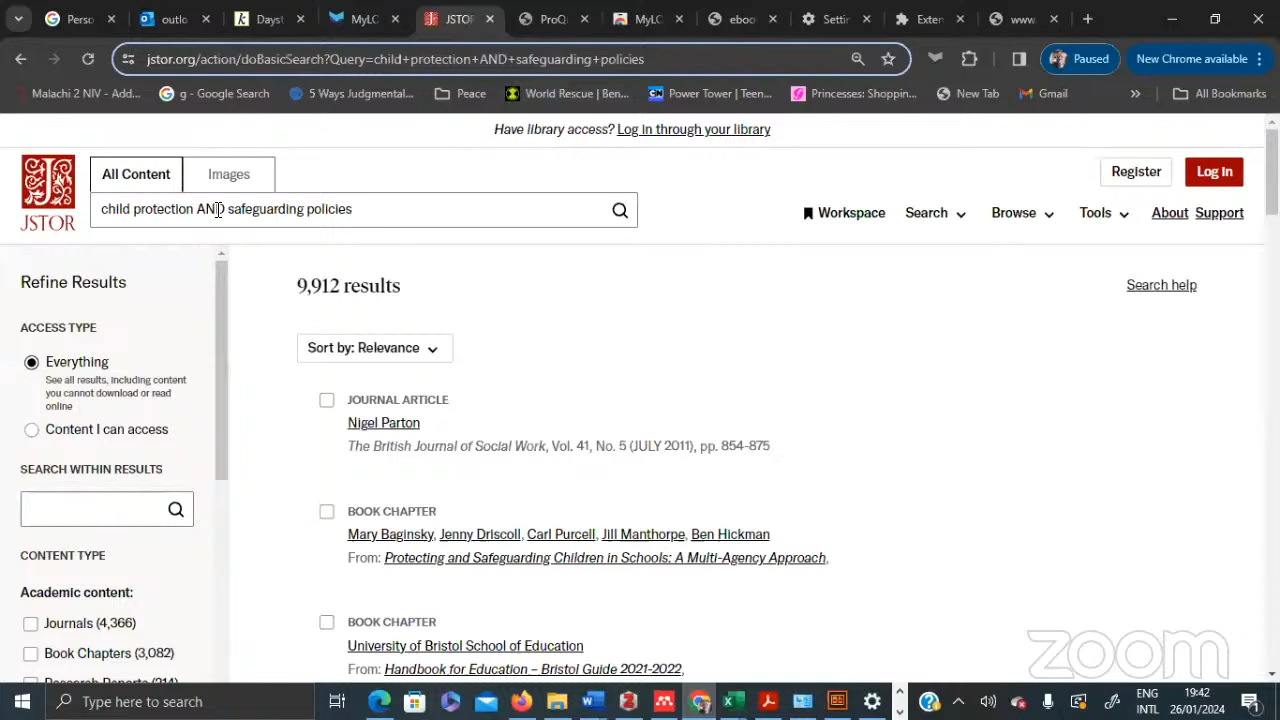 Perso
outlo
Dayst
MyLC
JSTO
ProQ
MyLC
eboo
Settin
Exten
www
jstor.org/action/doBasicSearch?Query=child+protection+AND+safeguarding+policies
Paused
New Chrome available
Malachi 2 NIV - Add...
g - Google Search
5 Ways Judgmental...
Peace
World Rescue | Ben...
Power Tower | Teen...
Princesses: Shoppin...
New Tab
Gmail
All Bookmarks
Have library access? Log in through your library
All Content
Images
Register
Log In
JSTOR
child protection AND safeguarding policies
Workspace
Search
Browse
Tools
About
Support
Refine Results
9,912 results
Search help
ACCESS TYPE
Sort by: Relevance
Everything
See all results, including content
you cannot download or read
online
Content I can access
SEARCH WITHIN RESULTS
CONTENT TYPE
Academic content:
Journals (4,366)
Book Chapters (3,082)
Research Reports (214)
JOURNAL ARTICLE
Nigel Parton
The British Journal of Social Work, Vol. 41, No. 5 (JULY 2011), pp. 854-875
BOOK CHAPTER
Mary Baginsky, Jenny Driscoll, Carl Purcell, Jill Manthorpe, Ben Hickman
From: Protecting and Safeguarding Children in Schools: A Multi-Agency Approach,
BOOK CHAPTER
University of Bristol School of Education
From: Handbook for Education – Bristol Guide 2021-2022,
zoom
Type here to search
ENG
INTL
19:42
26/01/2024
1